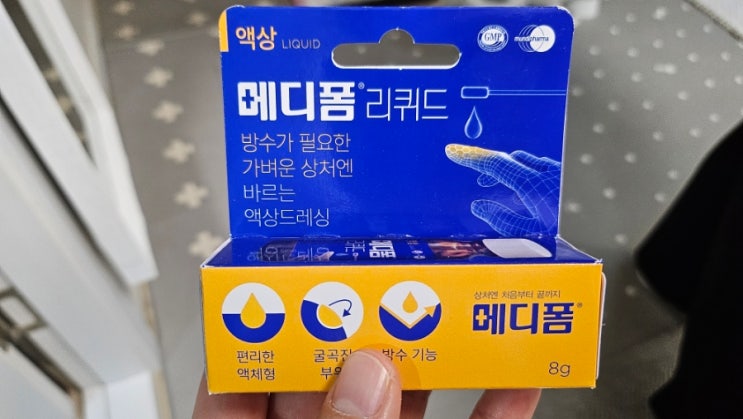 액상 LIQUID
GMP
mundipharma
메디폼® 리퀴드
방수가 필요한
가벼운 상처엔
바르는
액상드레싱
메디폼
상처엔 처음부터 끝까지
메디폼®
편리한
액체형
굴곡진
방수 기능
8g